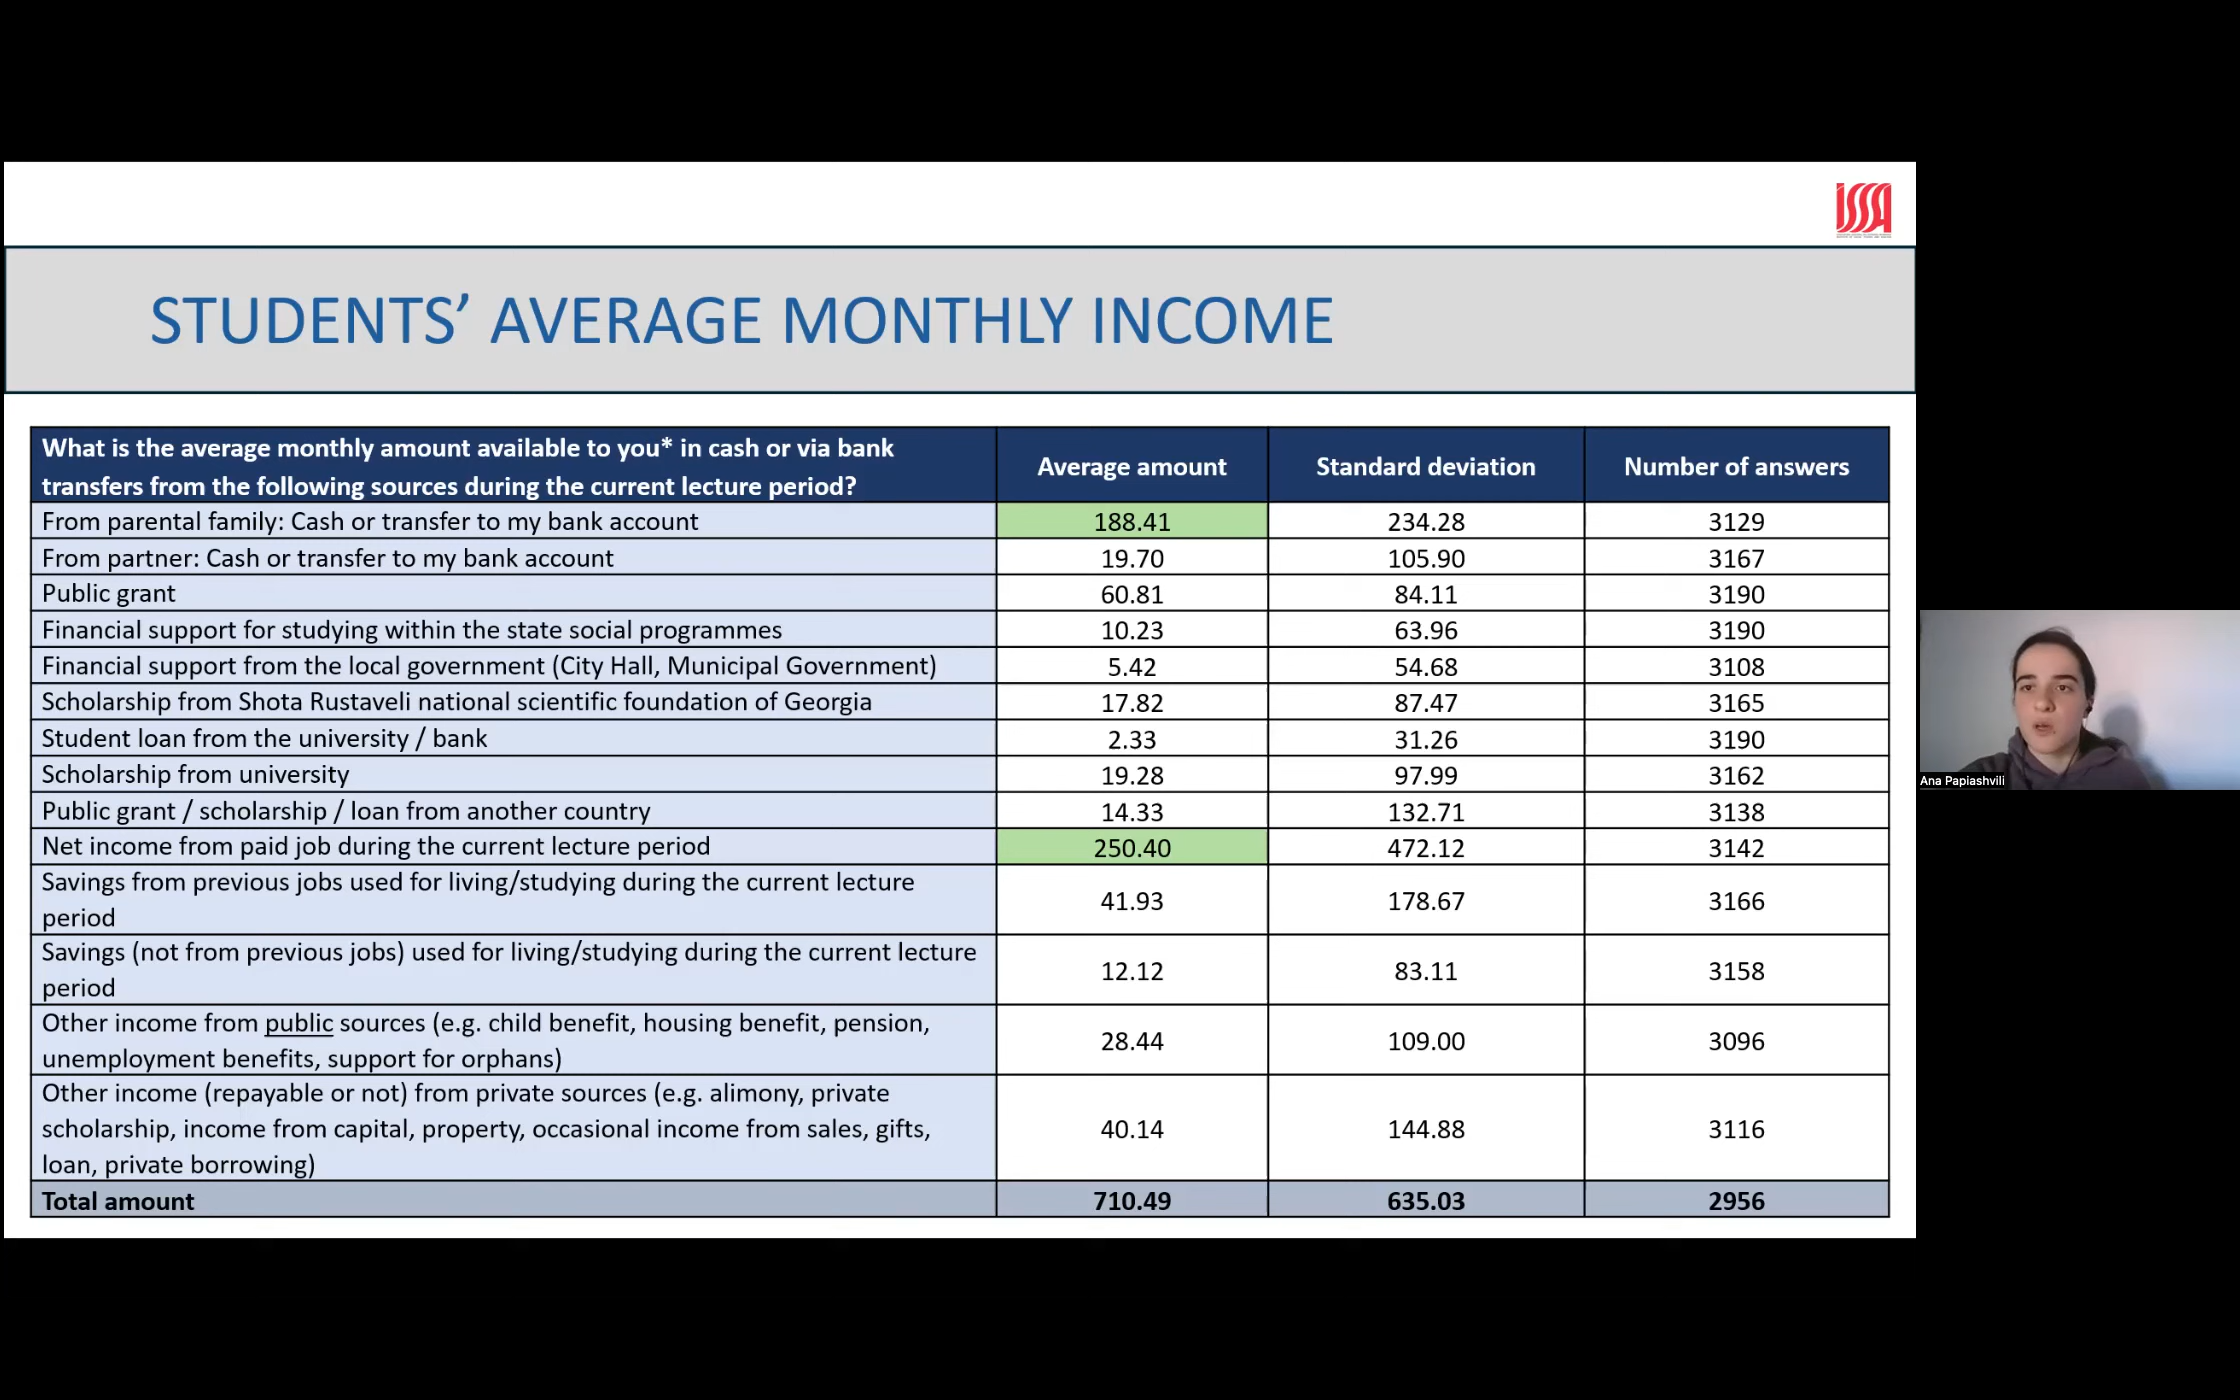 ISSA
STUDENTS’ AVERAGE MONTHLY INCOME
What is the average monthly amount available to you* in cash or via bank
transfers from the following sources during the current lecture period?
Average amount
Standard deviation
Number of answers
From parental family: Cash or transfer to my bank account 188.41 234.28 3129
From partner: Cash or transfer to my bank account 19.70 105.90 3167
Public grant 60.81 84.11 3190
Financial support for studying within the state social programmes 10.23 63.96 3190
Financial support from the local government (City Hall, Municipal Government) 5.42 54.68 3108
Scholarship from Shota Rustaveli national scientific foundation of Georgia 17.82 87.47 3165
Student loan from the university / bank 2.33 31.26 3190
Scholarship from university 19.28 97.99 3162
Public grant / scholarship / loan from another country 14.33 132.71 3138
Net income from paid job during the current lecture period 250.40 472.12 3142
Savings from previous jobs used for living/studying during the current lecture
period
41.93 178.67 3166
Savings (not from previous jobs) used for living/studying during the current lecture
period
12.12 83.11 3158
Other income from public sources (e.g. child benefit, housing benefit, pension,
unemployment benefits, support for orphans)
28.44 109.00 3096
Other income (repayable or not) from private sources (e.g. alimony, private
scholarship, income from capital, property, occasional income from sales, gifts,
loan, private borrowing)
40.14 144.88 3116
Total amount 710.49 635.03 2956
Ana Papiashvili